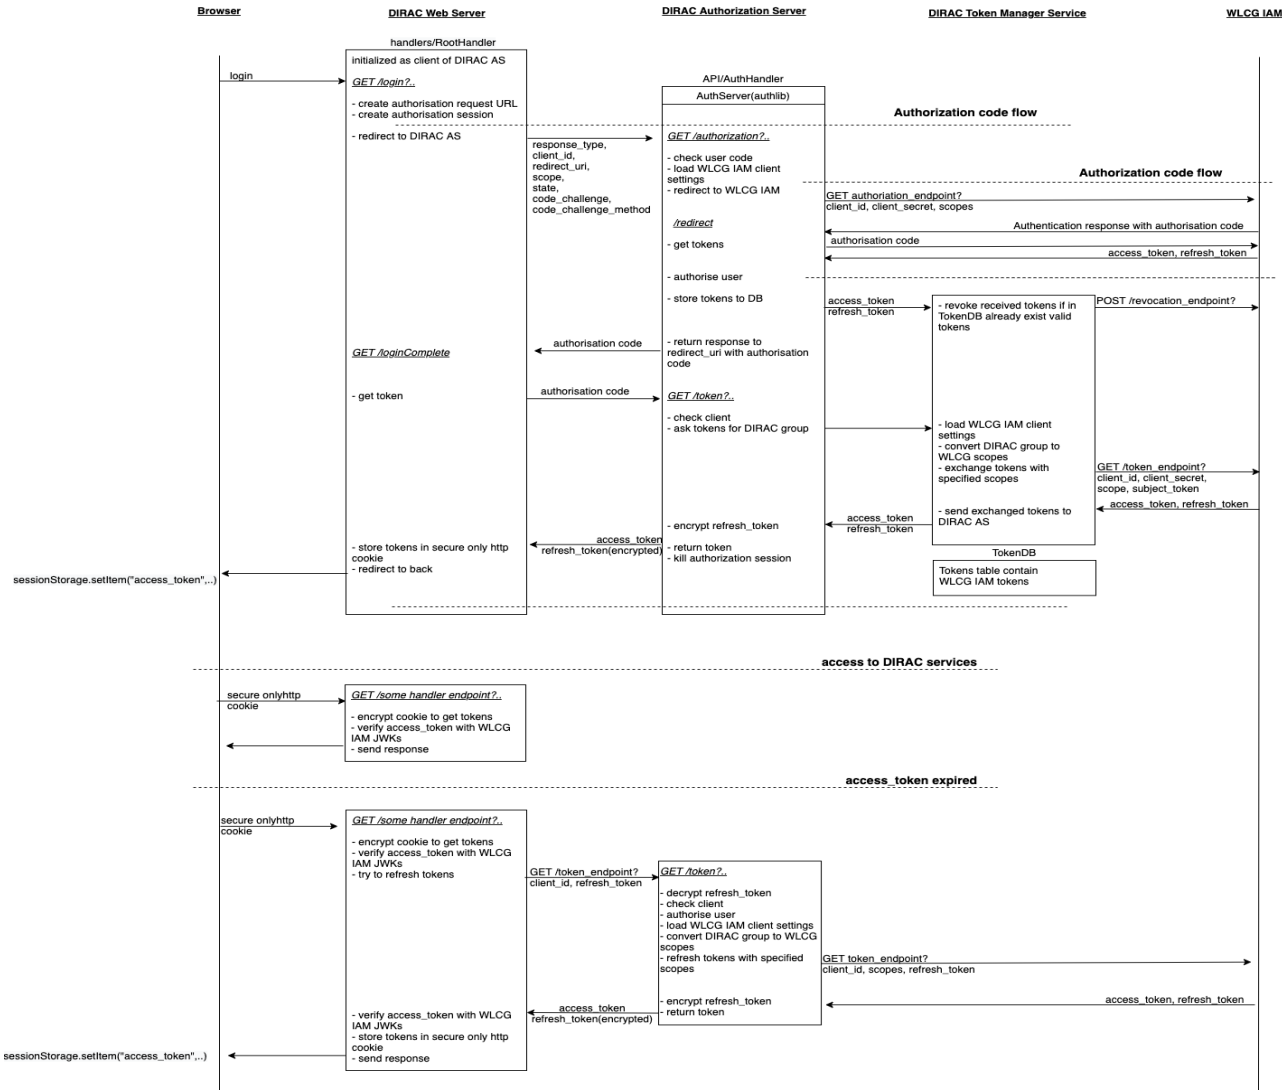 Browser
DIRAC Web Server
DIRAC Authorization Server
DIRAC Token Manager Service
WLCG IAM
handlers/RootHandler
initialized as client of DIRAC AS
login
GET /login?..
- create authorisation request URL
- create authorisation session
- redirect to DIRAC AS
API/AuthHandler
AuthServer(authlib)
Authorization code flow
response_type,
client_id,
redirect_uri,
scope,
state,
code_challenge,
code_challenge_method
GET /authorization?..
- check user code
- load WLCG IAM client
settings
- redirect to WLCG IAM
Authorization code flow
GET authoriation_endpoint?
client_id, client_secret, scopes
/redirect
Authentication response with authorisation code
- get tokens
authorisation code
access_token, refresh_token
- authorise user
- store tokens to DB
access_token
refresh_token
- revoke received tokens if in
TokenDB already exist valid
tokens
POST /revocation_endpoint?
GET /loginComplete
authorisation code
- return response to
redirect_uri with authorisation
code
- get token
authorisation code
GET /token?..
- check client
- ask tokens for DIRAC group
- load WLCG IAM client
settings
- convert DIRAC group to
WLCG scopes
- exchange tokens with
specified scopes
GET /token_endpoint?
client_id, client_secret,
scope, subject_token
access_token, refresh_token
- send exchanged tokens to
DIRAC AS
access_token
refresh_token
- encrypt refresh_token
access_token
refresh_token(encrypted)
- return token
- kill authorization session
- store tokens in secure only http
cookie
- redirect to back
sessionStorage.setItem("access_token",..)
TokenDB
Tokens table contain
WLCG IAM tokens
access to DIRAC services
secure onlyhttp
cookie
GET /some handler endpoint?..
- encrypt cookie to get tokens
- verify access_token with WLCG
IAM JWKs
- send response
access_token expired
secure onlyhttp
cookie
GET /some handler endpoint?..
- encrypt cookie to get tokens
- verify access_token with WLCG
IAM JWKs
- try to refresh tokens
GET /token_endpoint?
client_id, refresh_token
GET /token?..
- decrypt refresh_token
- check client
- authorise user
- load WLCG IAM client settings
- convert DIRAC group to WLCG
scopes
- refresh tokens with specified
scopes
GET token_endpoint?
client_id, scopes, refresh_token
access_token, refresh_token
- encrypt refresh_token
- return token
access_token
refresh_token(encrypted)
- verify access_token with WLCG
IAM JWKs
- store tokens in secure only http
cookie
- send response
sessionStorage.setItem("access_token",..)